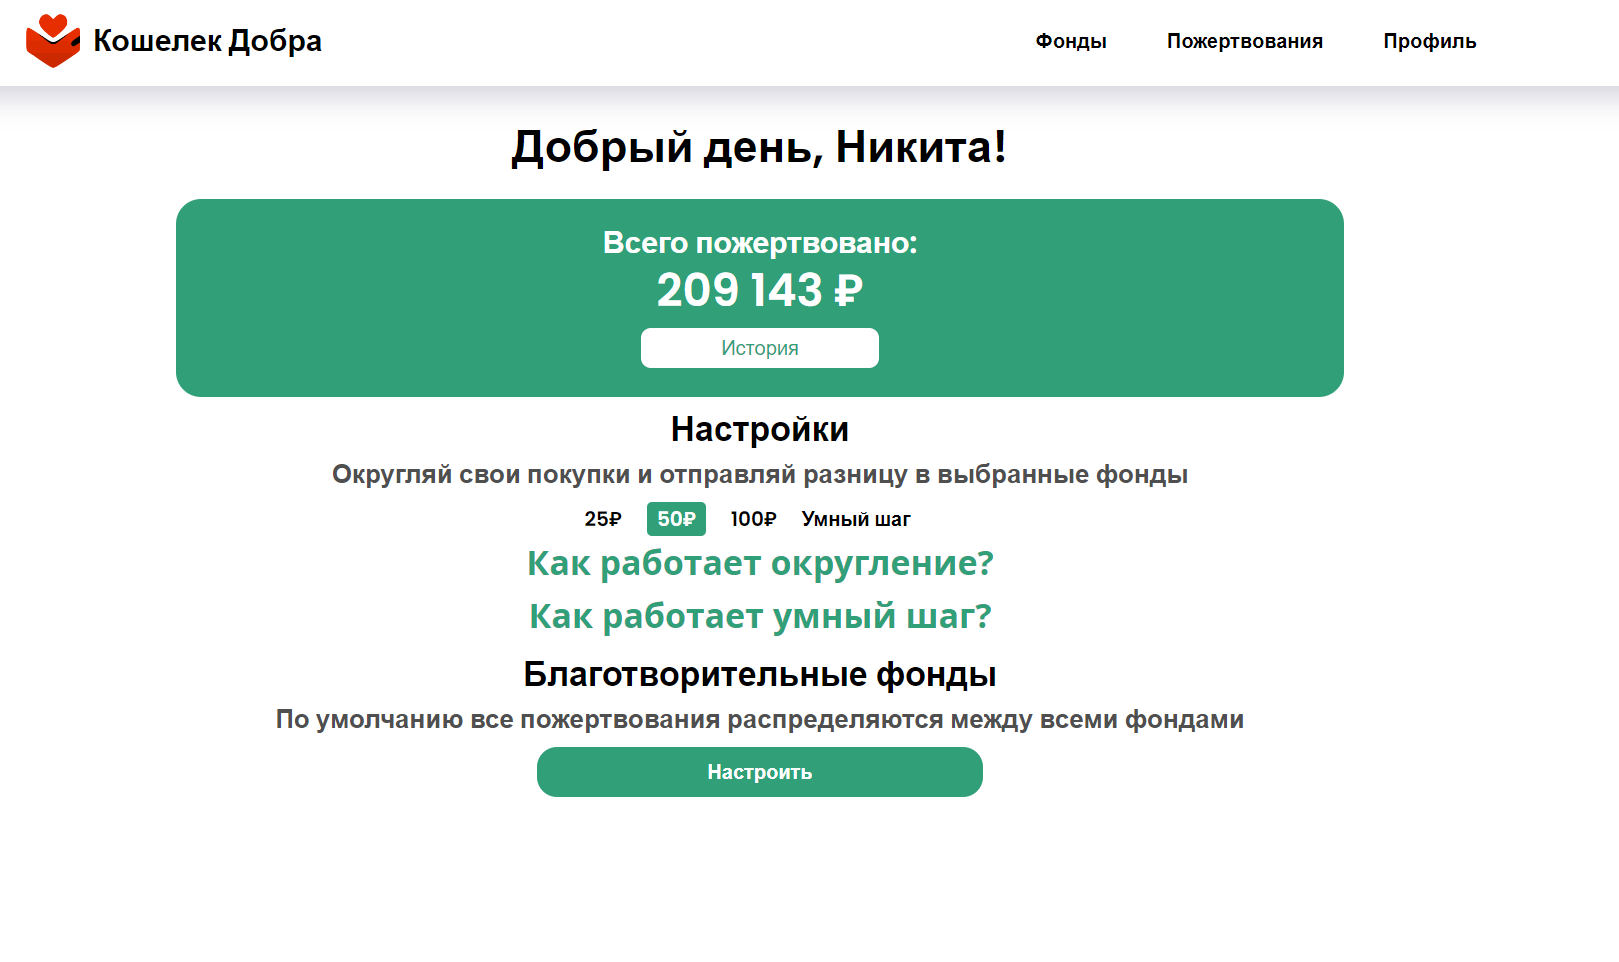 Кошелек Добра
Фонды Пожертвования Профиль
Добрый день, Никита!
Всего пожертвовано:
209 143 ₽
История
Настройки
Округляй свои покупки и отправляй разницу в выбранные фонды
25₽ 50₽ 100₽ Умный шаг
Как работает округление?
Как работает умный шаг?
Благотворительные фонды
По умолчанию все пожертвования распределяются между всеми фондами
Настроить